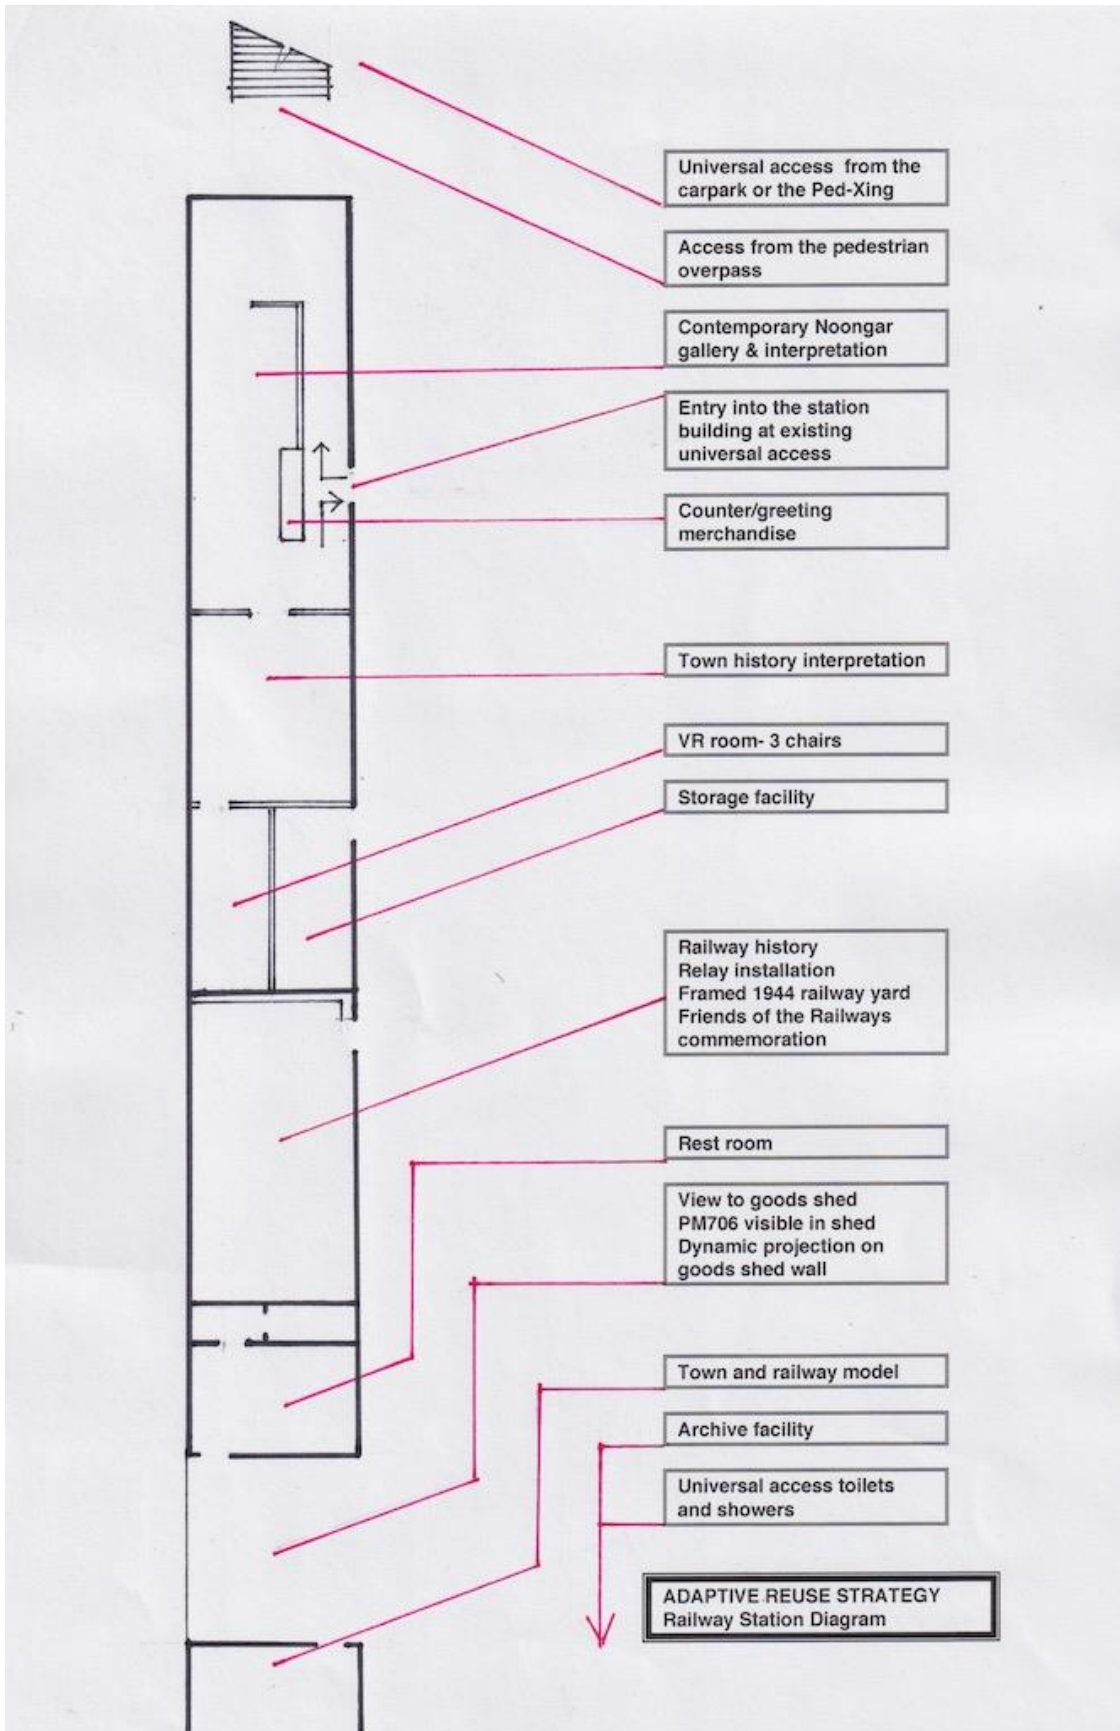 Universal access from the
carpark or the Ped-Xing
Access from the pedestrian
overpass
Contemporary Noongar
gallery & interpretation
Entry into the station
building at existing
universal access
Counter/greeting
merchandise
Town history interpretation
VR room- 3 chairs
Storage facility
Railway history
Relay installation
Framed 1944 railway yard
Friends of the Railways
commemoration
Rest room
View to goods shed
PM706 visible in shed
Dynamic projection on
goods shed wall
Town and railway model
Archive facility
Universal access toilets
and showers
ADAPTIVE REUSE STRATEGY
Railway Station Diagram